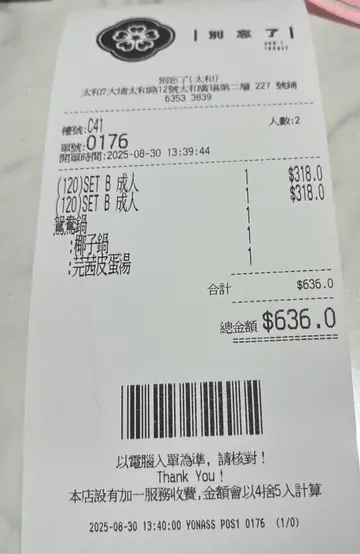 別忘了
DON'T
FORGET
別忘了(太和)
太和?大埔太和路12號太和廣場第二層 227 號鋪
6353 3839
檯號:C41
人數:2
單號:0176
開單時間:2025-08-30 13:39:44
(120)SET B 成人 1 $318.0
(120)SET B 成人 1 $318.0
鴛鴦鍋 1
:椰子鍋 1
:芫茜皮蛋湯 1
合計 $636.0
總金額 $636.0
以電腦入單為準, 請核對!
Thank You!
本店設有加一服務收費,金額會以4捨5入計算
2025-08-30 13:40:00 YONASS POS1 0176 (1/0)